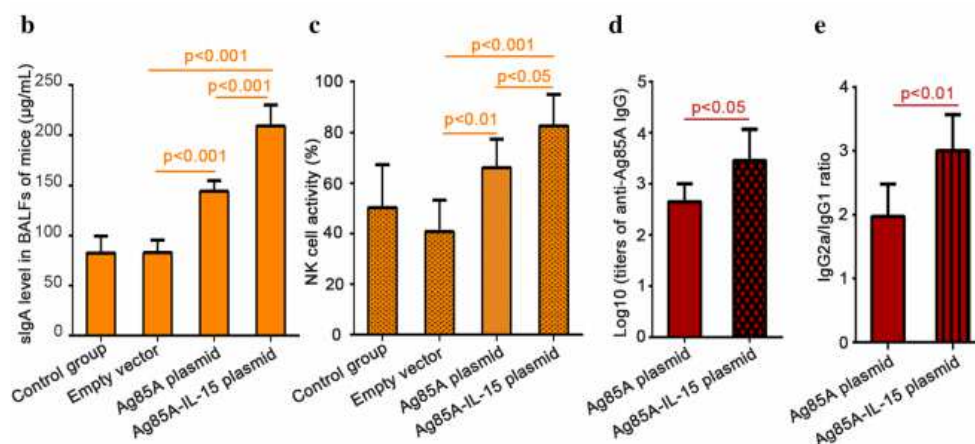 b
p<0.001
p<0.001
p<0.001
sIgA level in BALFs of mice (μg/mL)
250
200
150
100
50
0
Control group
Empty vector
Ag85A plasmid
Ag85A-IL-15 plasmid
c
p<0.001
p<0.05
p<0.01
NK cell activity (%)
100
80
60
40
20
0
Control group
Empty vector
Ag85A plasmid
Ag85A-IL-15 plasmid
d
p<0.05
Log10 (titers of anti-Ag85A IgG)
5
4
3
2
1
0
Ag85A plasmid
Ag85A-IL-15 plasmid
e
p<0.01
IgG2a/IgG1 ratio
4
3
2
1
0
Ag85A plasmid
Ag85A-IL-15 plasmid